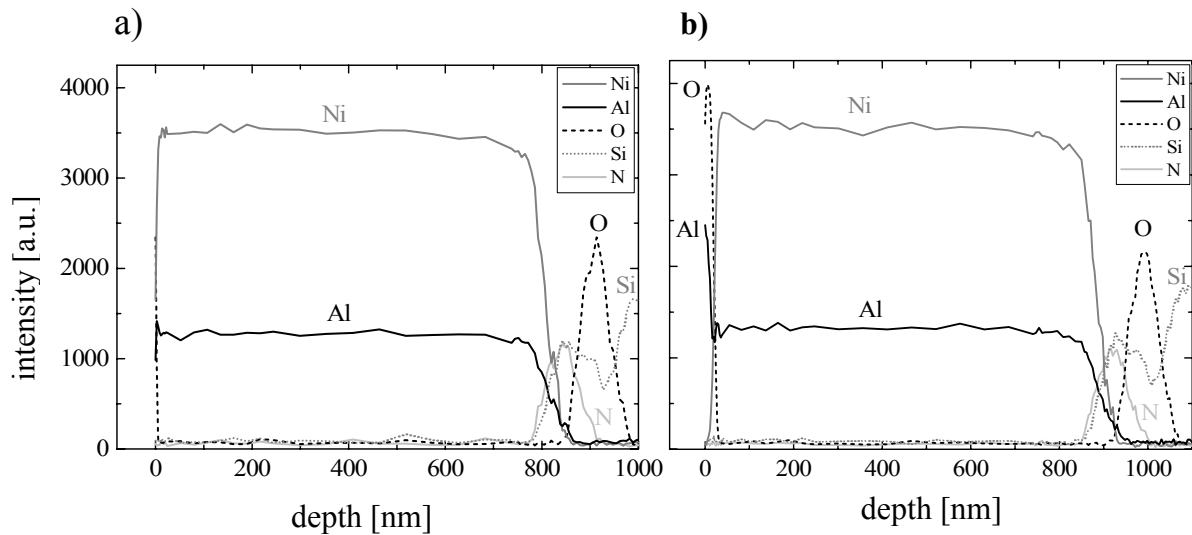 a)
4000
3000
2000
1000
0
intensity [a.u.]
Ni
Al
O
Si
N
Ni
Al
O
Si
N
0
200
400
600
800
1000
depth [nm]
b)
O
Al
Ni
Al
O
Si
N
Ni
Al
O
Si
N
0
200
400
600
800
1000
depth [nm]